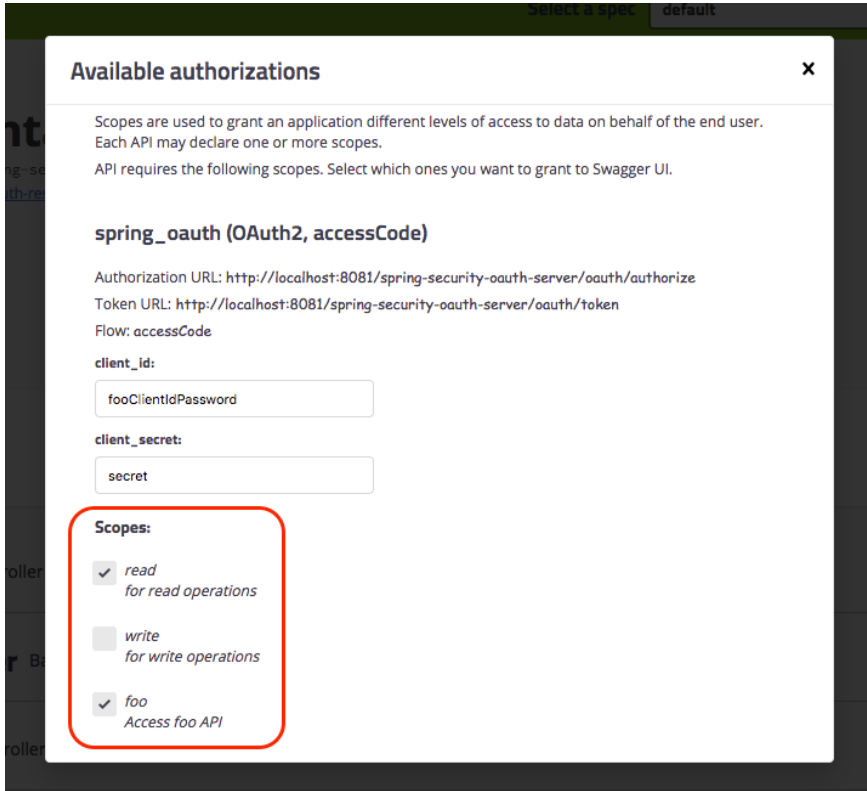 Select a spec default
Available authorizations
Scopes are used to grant an application different levels of access to data on behalf of the end user.
Each API may declare one or more scopes.
API requires the following scopes. Select which ones you want to grant to Swagger UI.
spring_oauth (OAuth2, accessCode)
Authorization URL: http://localhost:8081/spring-security-oauth-server/oauth/authorize
Token URL: http://localhost:8081/spring-security-oauth-server/oauth/token
Flow: accessCode
client_id:
fooClientIdPassword
client_secret:
secret
Scopes:
read
for read operations
write
for write operations
foo
Access foo API